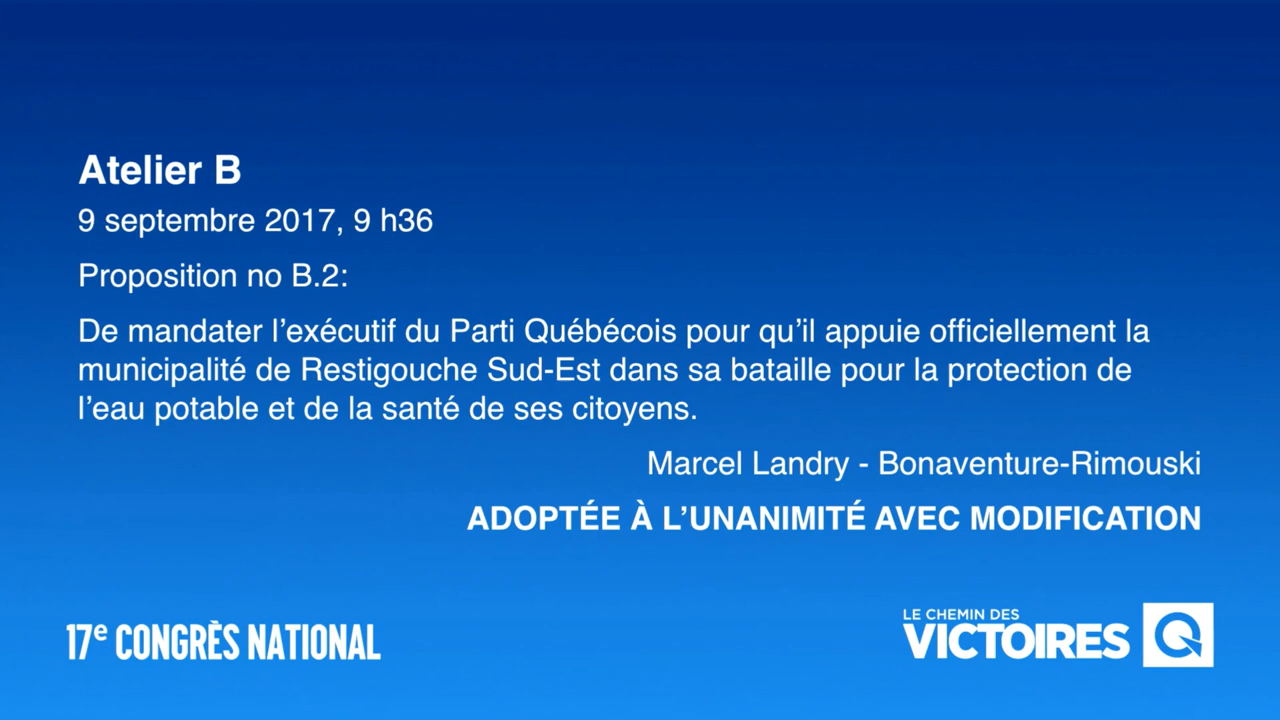 Atelier B
9 septembre 2017, 9 h36
Proposition no B.2:
De mandater l’exécutif du Parti Québécois pour qu’il appuie officiellement la
municipalité de Restigouche Sud-Est dans sa bataille pour la protection de
l’eau potable et de la santé de ses citoyens.
Marcel Landry - Bonaventure-Rimouski
ADOPTÉE À L’UNANIMITÉ AVEC MODIFICATION
17e CONGRÈS NATIONAL
LE CHEMIN DES
VICTOIRES